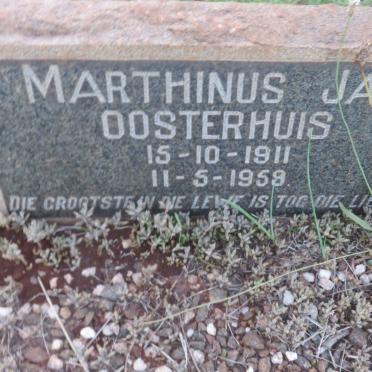 MARTHINUS JA
OOSTERHUIS
15-10-1911
11-5-1958
DIE GROOTSTE IN DIE LEWE IS TOG DIE LIE